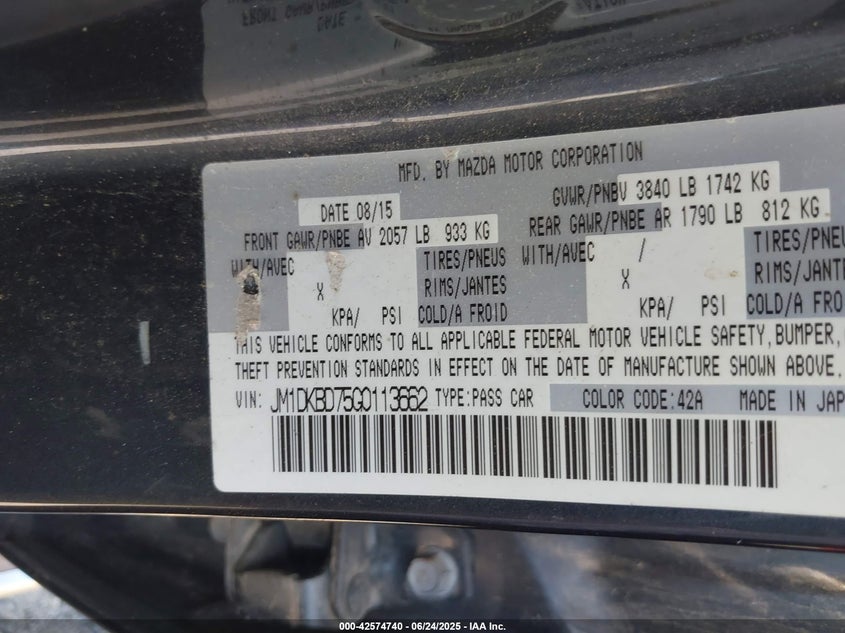 MFD. BY MAZDA MOTOR CORPORATION
DATE 08/15
GVWR/PNBV 3840 LB 1742 KG
FRONT GAWR/PNBE AV 2057 LB 933 KG
REAR GAWR/PNBE AR 1790 LB 812 KG
WITH/AVEC TIRES/PNEUS WITH/AVEC / TIRES/PNEU
X RIMS/JANTES X RIMS/JANTE
KPA/ PSI COLD/A FROID KPA/ PSI COLD/A FROI
THIS VEHICLE CONFORMS TO ALL APPLICABLE FEDERAL MOTOR VEHICLE SAFETY, BUMPER,
THEFT PREVENTION STANDARDS IN EFFECT ON THE DATE OF MANUFACTURE SHOWN ABOVE.
VIN: JM1DKBD75G0113662 TYPE:PASS CAR COLOR CODE:42A MADE IN JAP
000-42574740 - 06/24/2025 - IAA Inc.